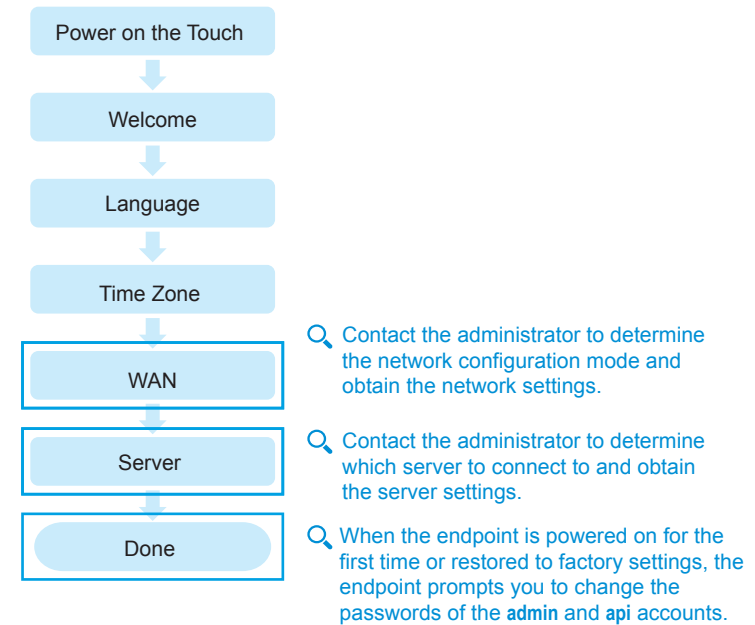 Power on the Touch
Welcome
Language
Time Zone
WAN
Contact the administrator to determine
the network configuration mode and
obtain the network settings.
Server
Contact the administrator to determine
which server to connect to and obtain
the server settings.
Done
When the endpoint is powered on for the
first time or restored to factory settings, the
endpoint prompts you to change the
passwords of the admin and api accounts.